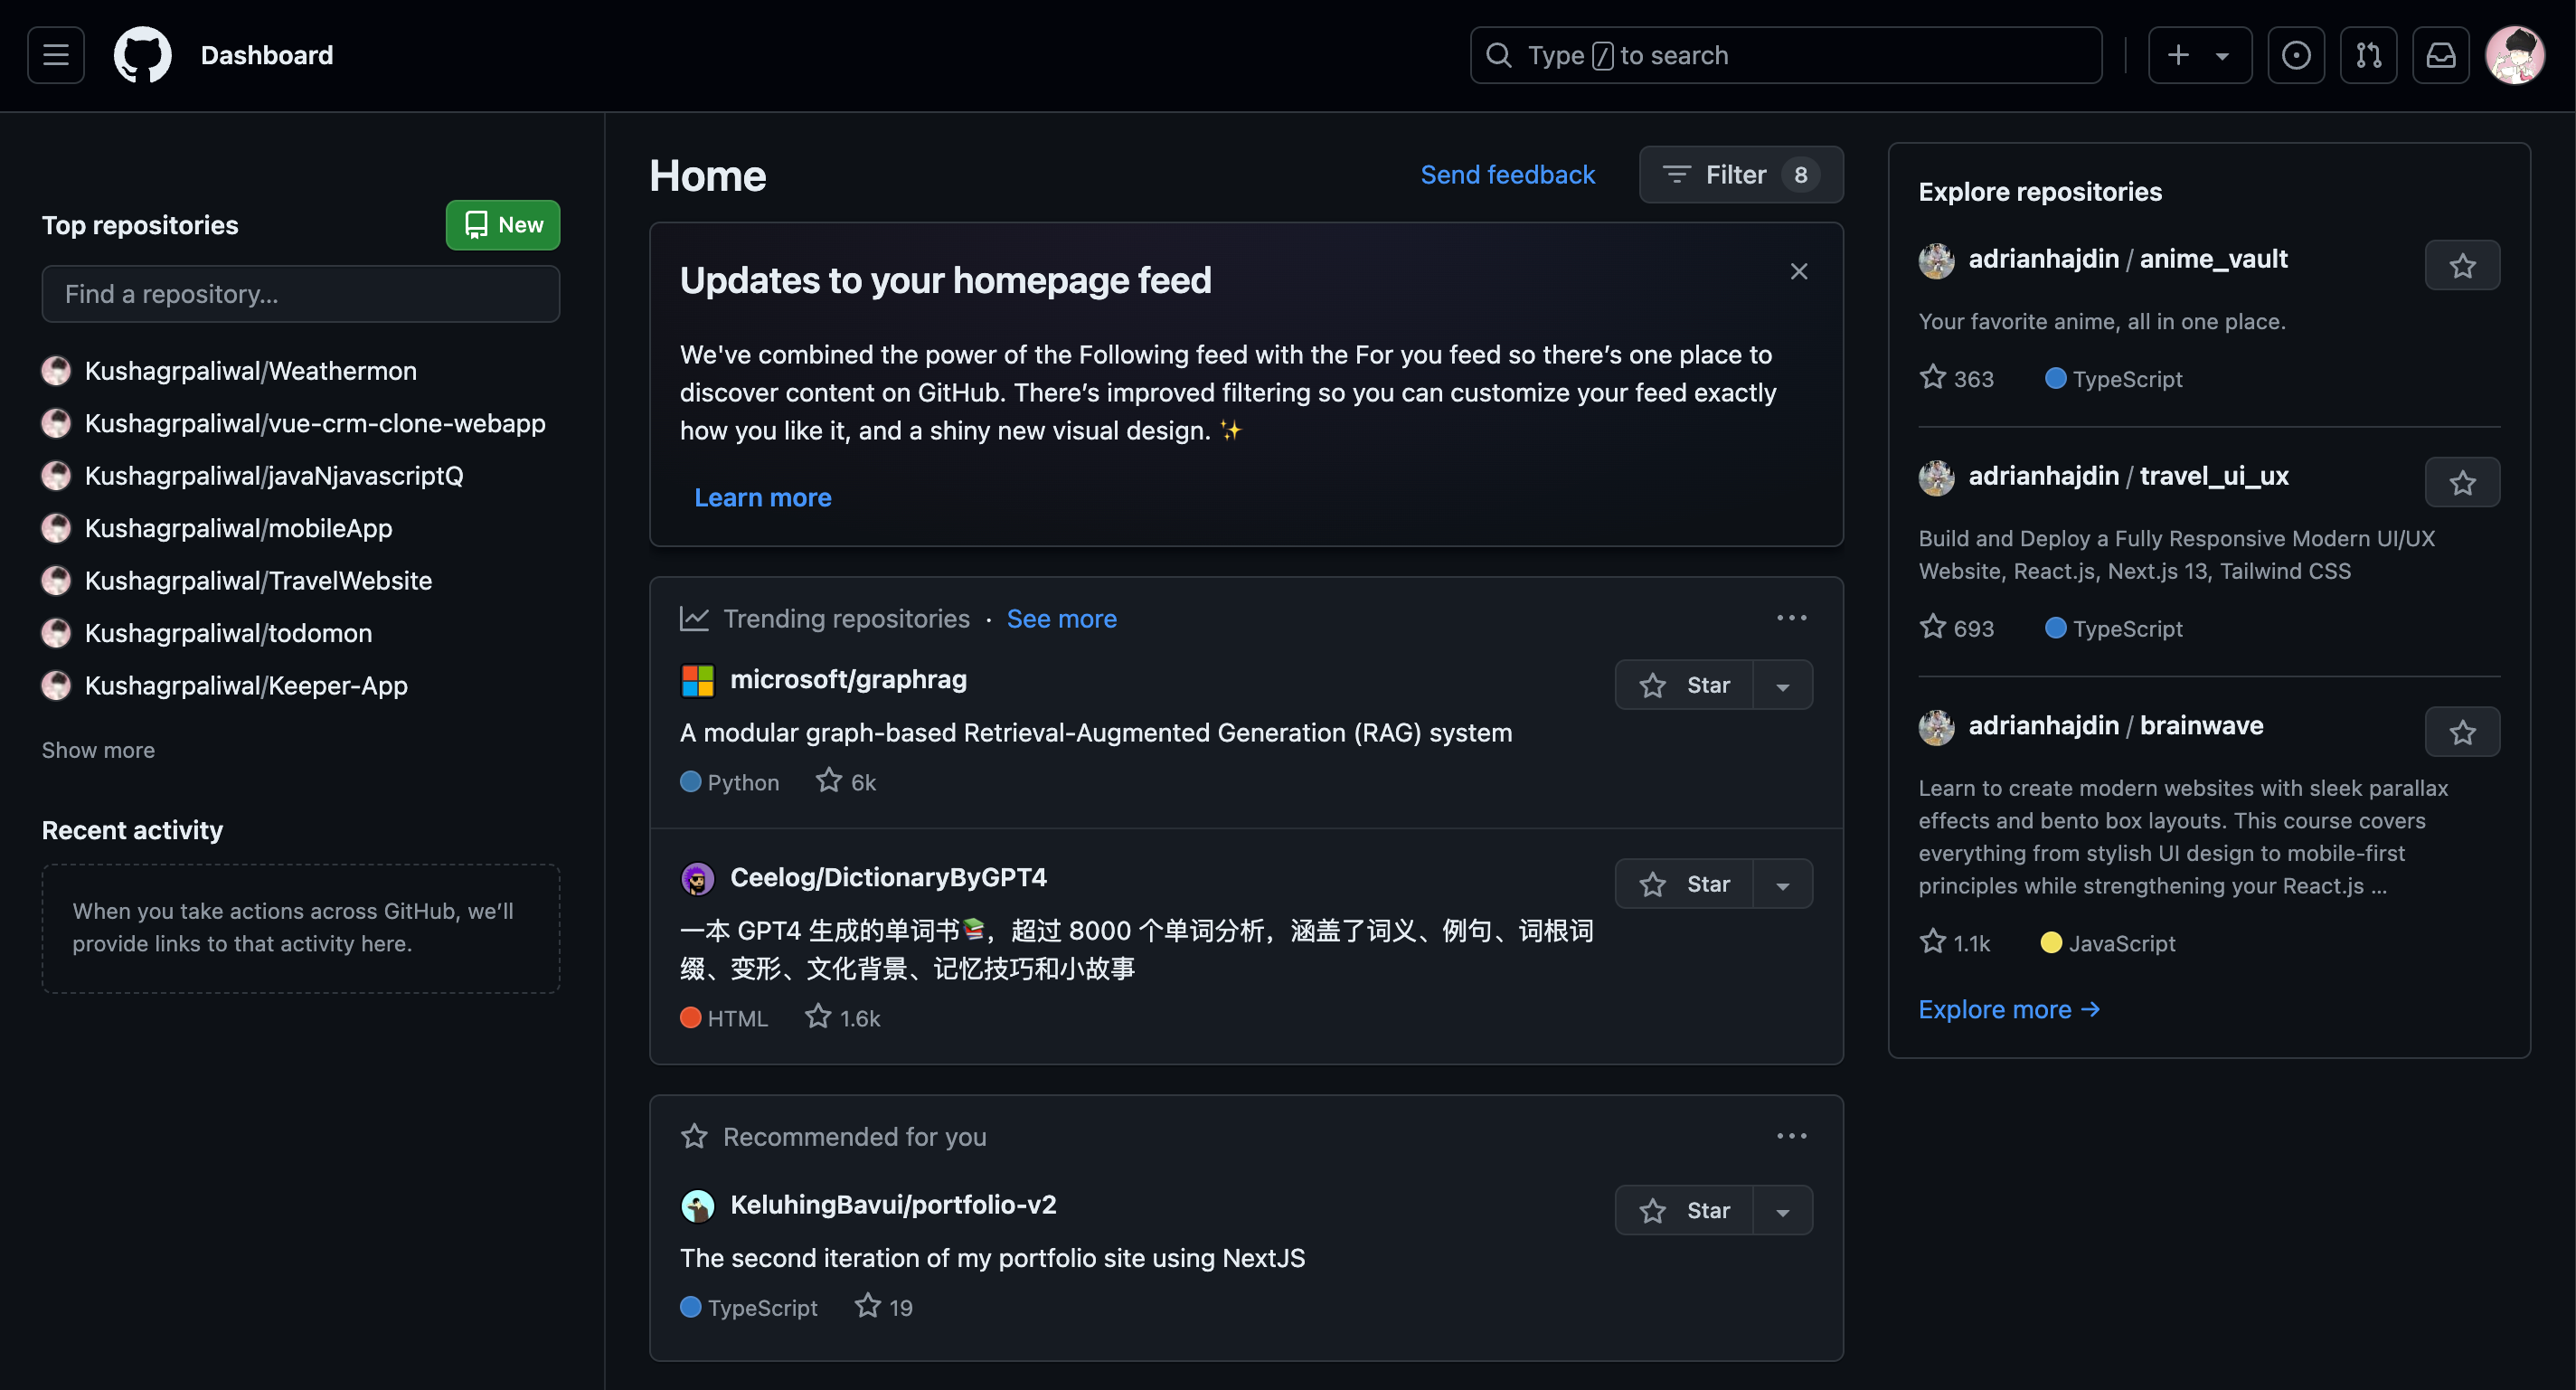 Dashboard
Type / to search
Top repositories
New
Find a repository...
Kushagrpaliwal/Weathermon
Kushagrpaliwal/vue-crm-clone-webapp
Kushagrpaliwal/javaNjavascriptQ
Kushagrpaliwal/mobileApp
Kushagrpaliwal/TravelWebsite
Kushagrpaliwal/todomon
Kushagrpaliwal/Keeper-App
Show more
Recent activity
When you take actions across GitHub, we’ll
provide links to that activity here.
Home
Send feedback
Filter 8
Updates to your homepage feed
We've combined the power of the Following feed with the For you feed so there’s one place to
discover content on GitHub. There’s improved filtering so you can customize your feed exactly
how you like it, and a shiny new visual design. ✨
Learn more
Trending repositories · See more
microsoft/graphrag
Star
A modular graph-based Retrieval-Augmented Generation (RAG) system
Python 6k
Ceelog/DictionaryByGPT4
Star
一本 GPT4 生成的单词书📚，超过 8000 个单词分析，涵盖了词义、例句、词根词
缀、变形、文化背景、记忆技巧和小故事
HTML 1.6k
Recommended for you
KeluhingBavui/portfolio-v2
Star
The second iteration of my portfolio site using NextJS
TypeScript 19
Explore repositories
adrianhajdin / anime_vault
Your favorite anime, all in one place.
363 TypeScript
adrianhajdin / travel_ui_ux
Build and Deploy a Fully Responsive Modern UI/UX
Website, React.js, Next.js 13, Tailwind CSS
693 TypeScript
adrianhajdin / brainwave
Learn to create modern websites with sleek parallax
effects and bento box layouts. This course covers
everything from stylish UI design to mobile-first
principles while strengthening your React.js ...
1.1k JavaScript
Explore more →